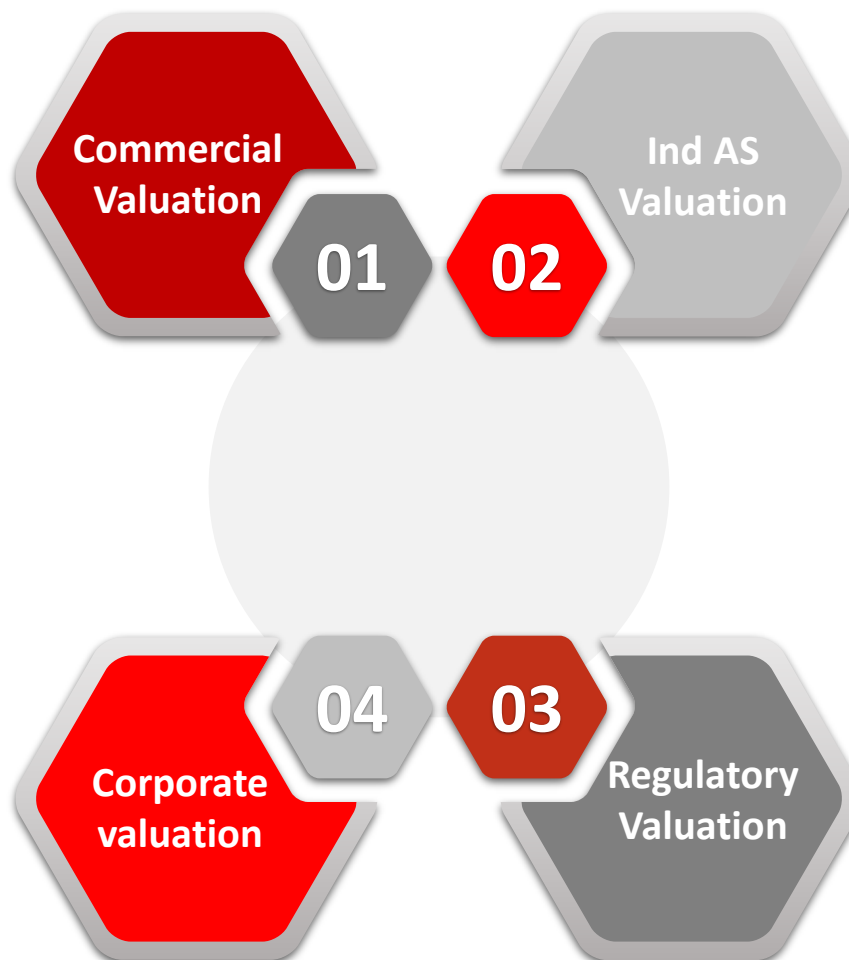 Commercial
Valuation
01
02
Ind AS
Valuation
04
03
Corporate
valuation
Regulatory
Valuation